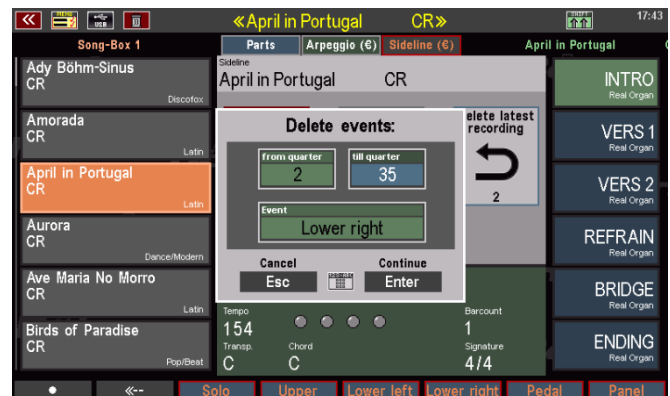 MENU
USB
«April in Portugal CR»
SHIFT
17:43
Song-Box 1
Parts
Arpeggio (€)
Sideline (€)
April in Portugal
Ady Böhm-Sinus
CR
Discofox
Amorada
CR
Latin
April in Portugal
CR
Latin
Aurora
CR
Dance/Modern
Ave Maria No Morro
CR
Latin
Birds of Paradise
CR
Pop/Beat
Sideline
April in Portugal CR
elete latest
recording
2
Delete events:
from quarter
2
till quarter
35
Event
Lower right
Cancel
Esc
Continue
Enter
Tempo
154
Barcount
1
Transp.
C
Chord
C
Signature
4/4
INTRO
Real Organ
VERS 1
Real Organ
VERS 2
Real Organ
REFRAIN
Real Organ
BRIDGE
Real Organ
ENDING
Real Organ
«--
Solo
Upper
Lower left
Lower right
Pedal
Panel